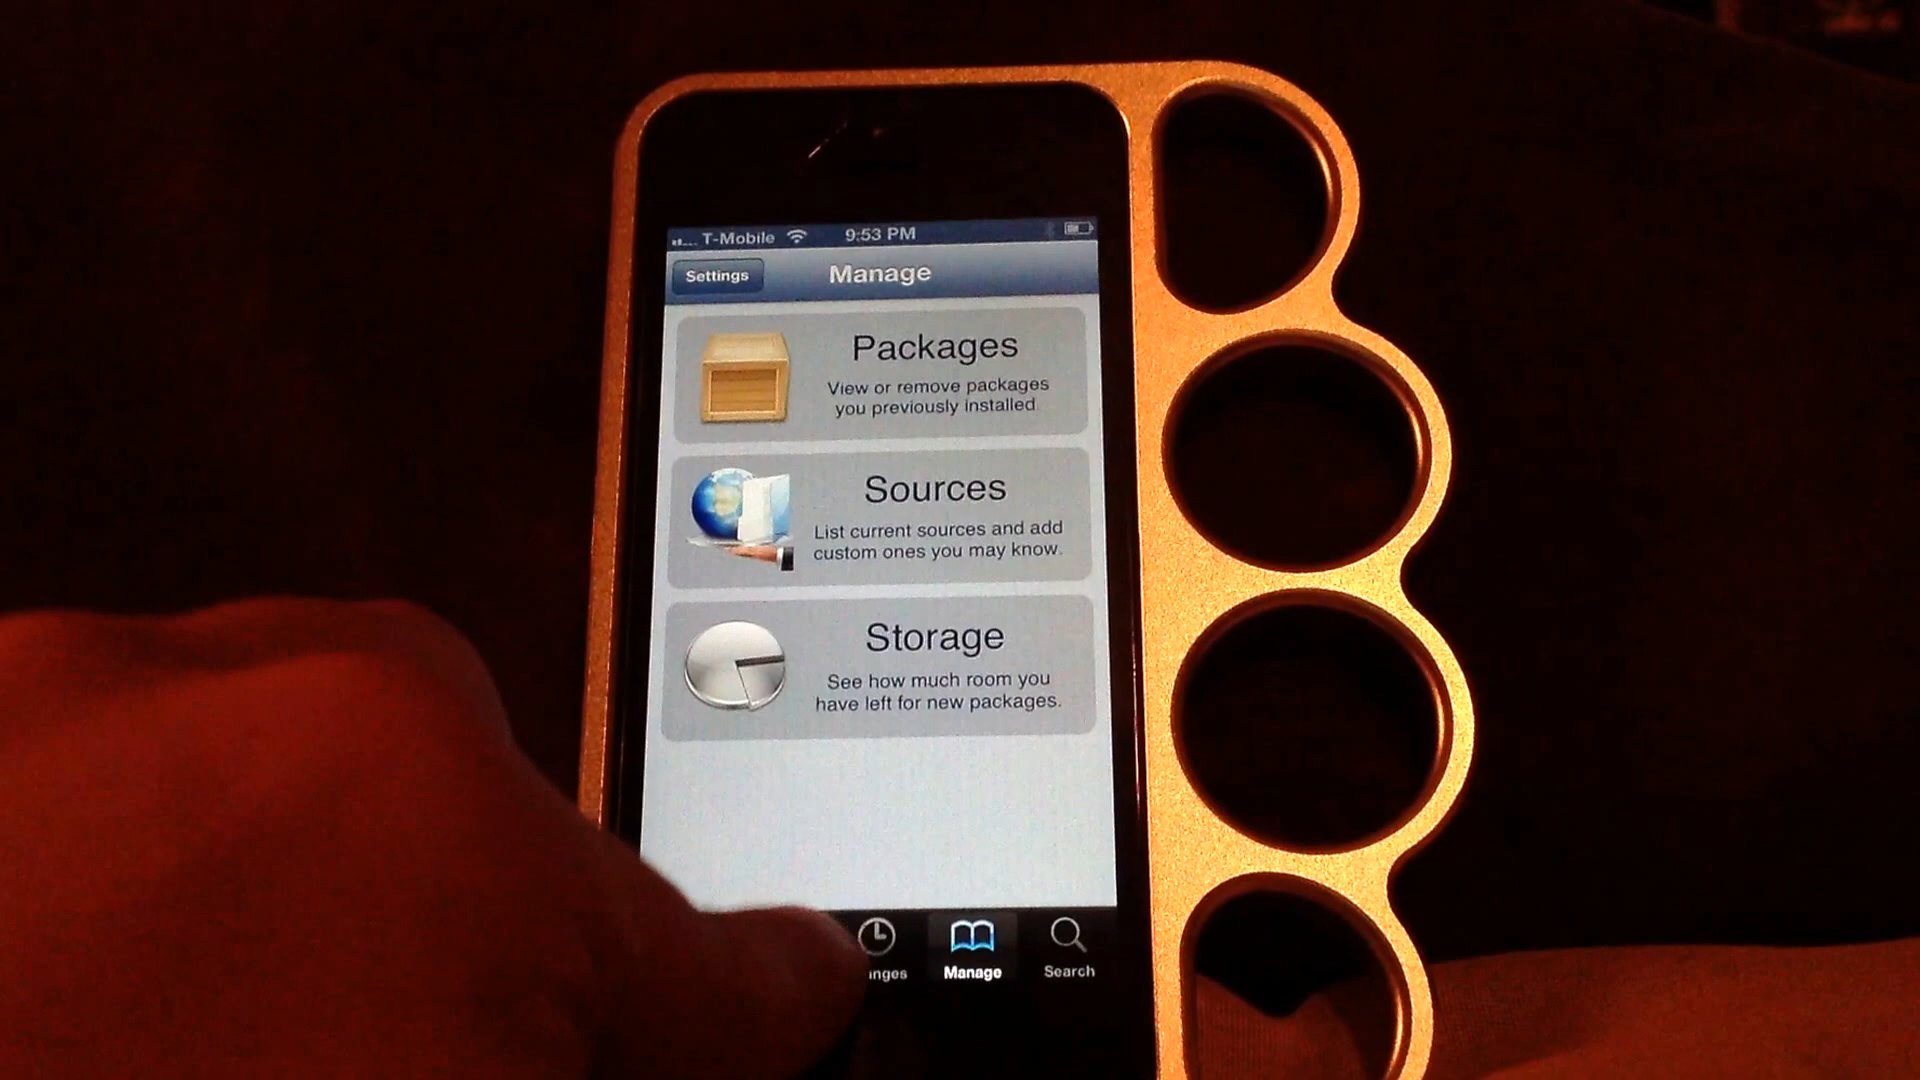 T-Mobile 9:53 PM
Settings Manage
Packages
View or remove packages
you previously installed.
Sources
List current sources and add
custom ones you may know.
Storage
See how much room you
have left for new packages.
anges Manage Search